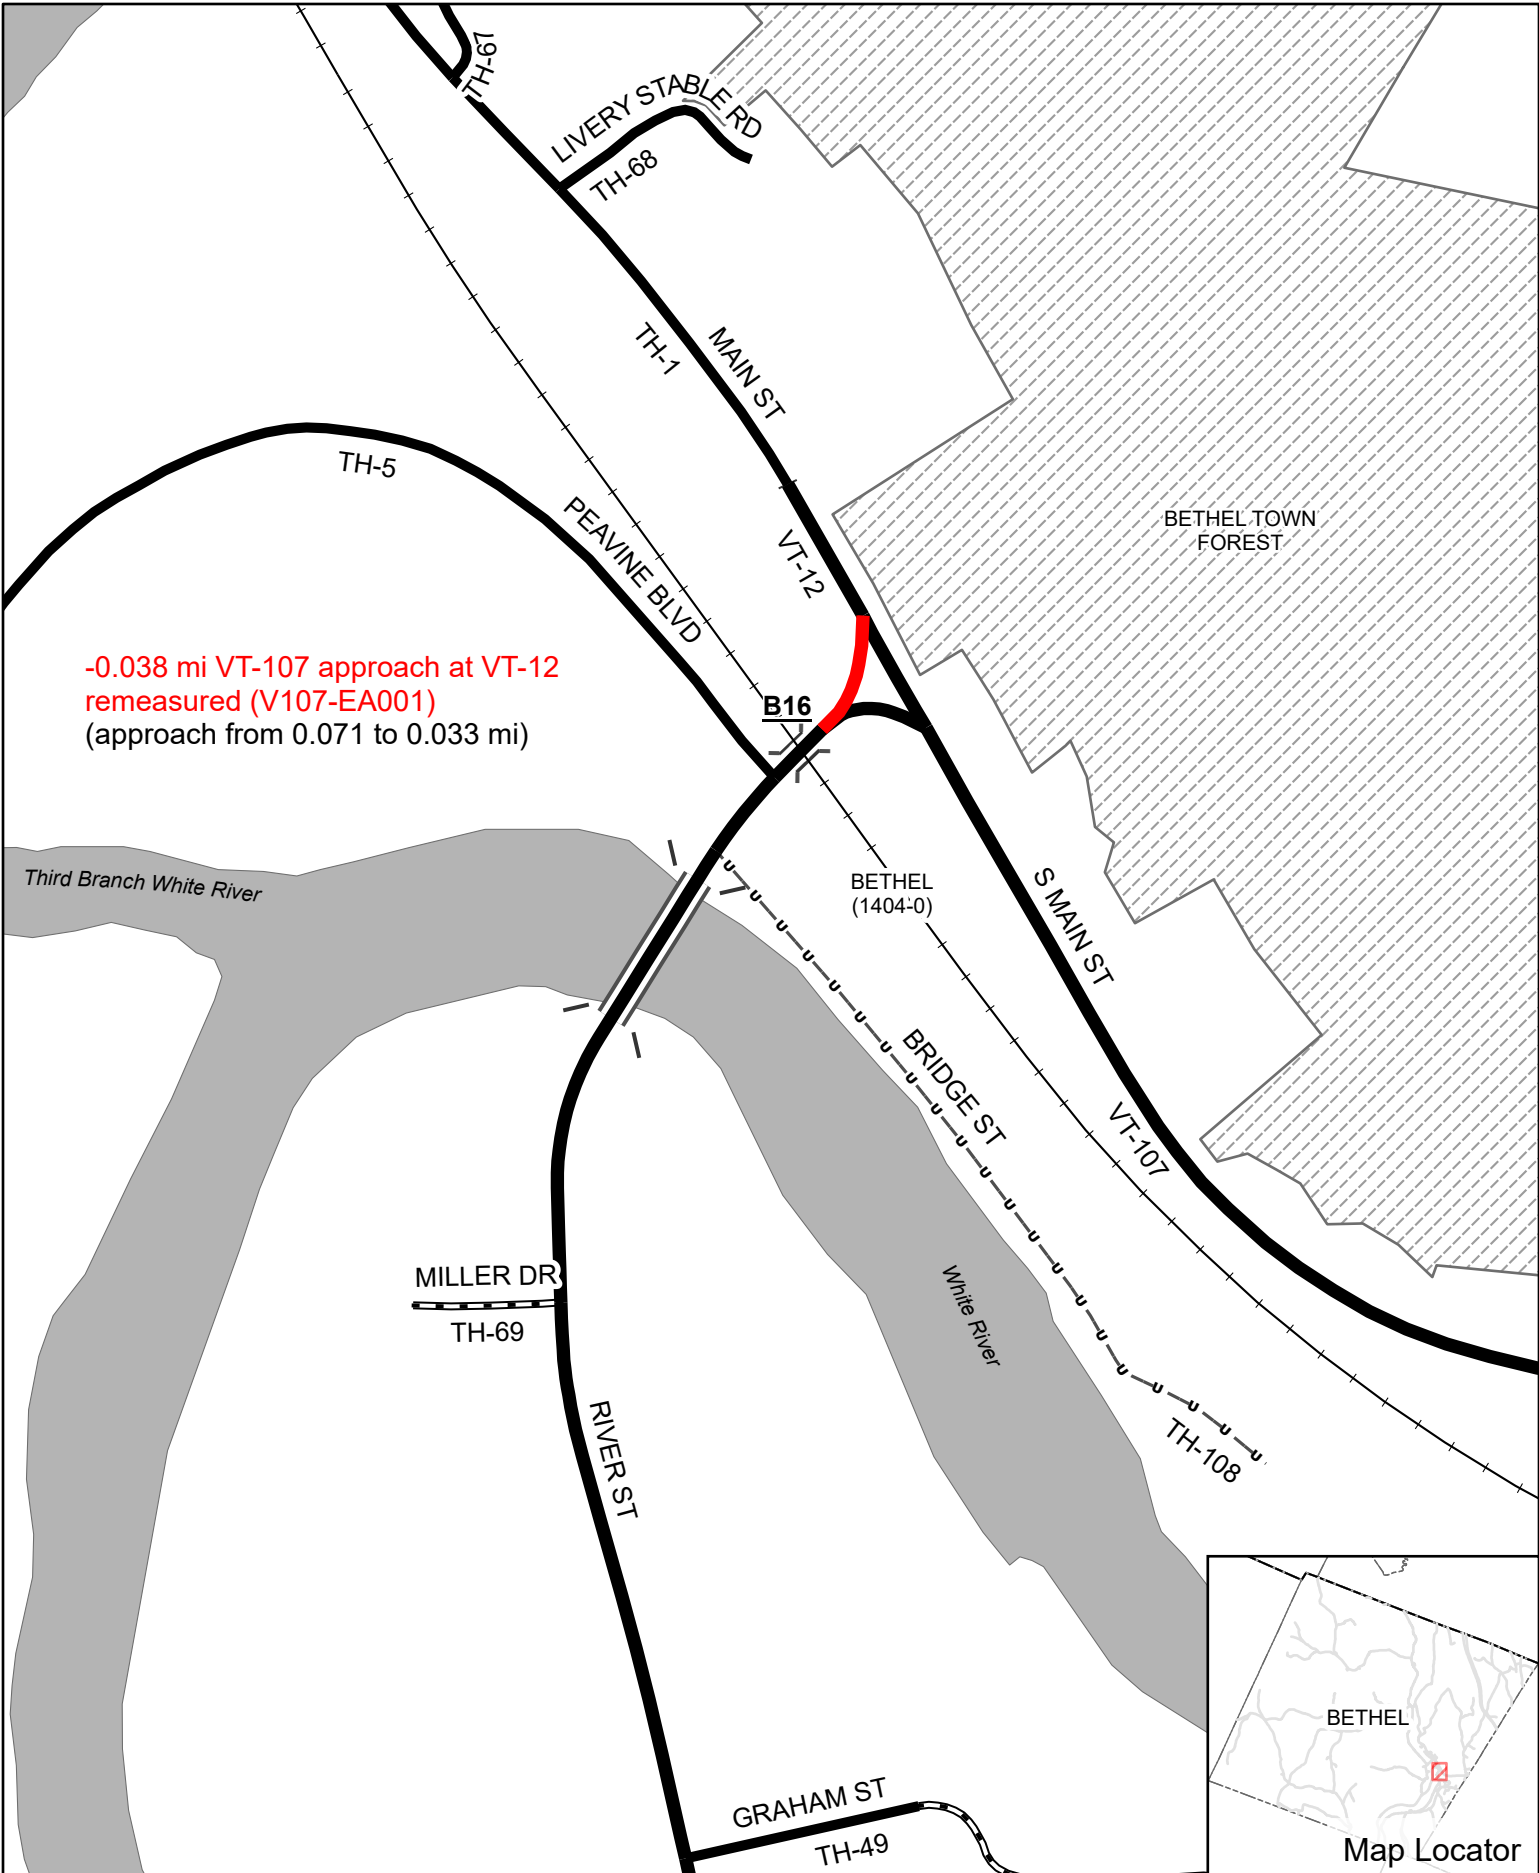 TH-67
LIVERY STABLE RD
TH-68
MAIN ST
TH-1
TH-5
PEAVINE BLVD
VT-12
BETHEL TOWN
FOREST
-0.038 mi VT-107 approach at VT-12
remeasured (V107-EA001)
(approach from 0.071 to 0.033 mi)
B16
Third Branch White River
BETHEL
(1404-0)
S MAIN ST
BRIDGE ST
VT-107
MILLER DR
TH-69
White River
RIVER ST
TH-108
GRAHAM ST
TH-49
BETHEL
Map Locator